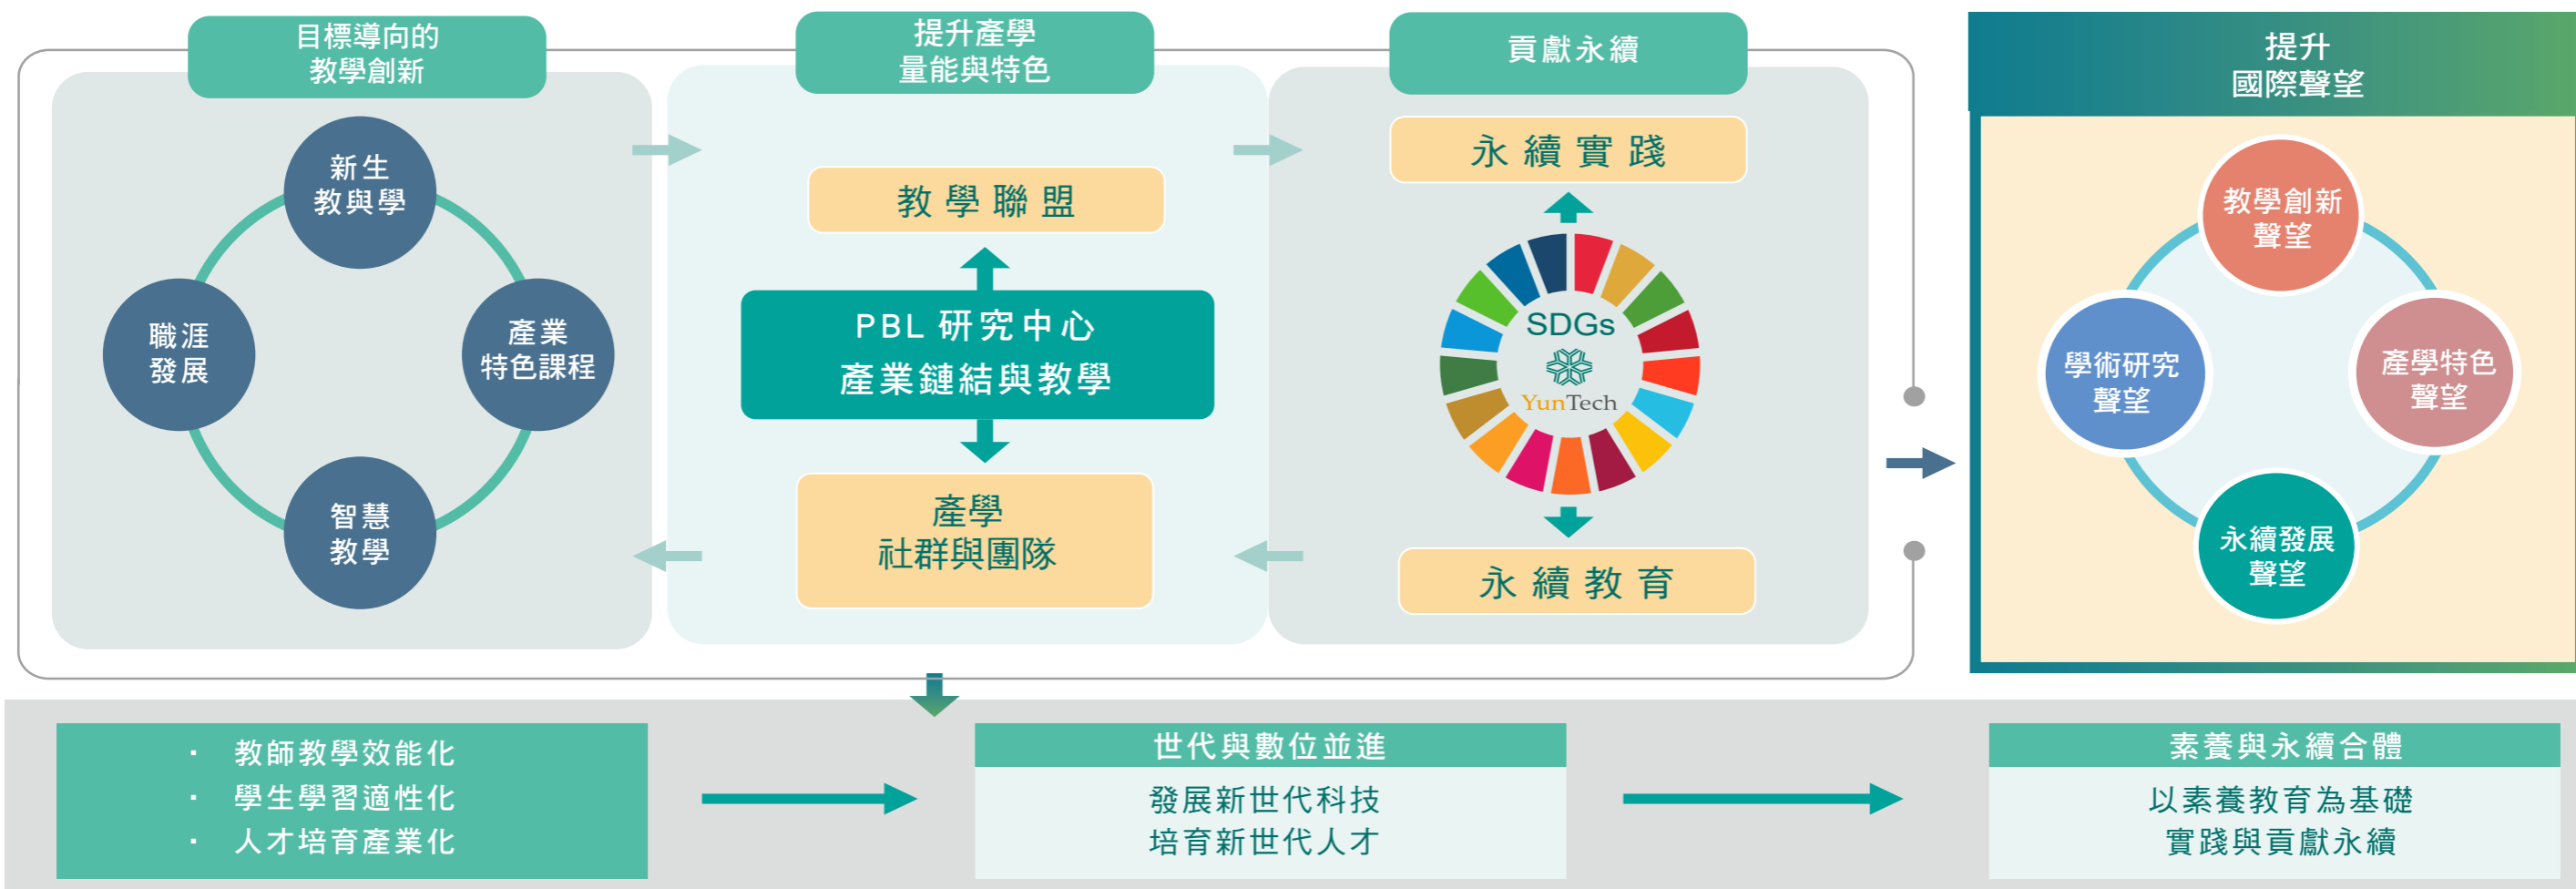 目標導向的
教學創新
新生
教與學
職涯
發展
產業
特色課程
智慧
教學
提升產學
量能與特色
教學聯盟
PBL 研究中心
產業鏈結與教學
產學
社群與團隊
貢獻永續
永續實踐
SDGs
YunTech
永續教育
提升
國際聲望
教學創新
聲望
學術研究
聲望
產學特色
聲望
永續發展
聲望
· 教師教學效能化
· 學生學習適性化
· 人才培育產業化
世代與數位並進
發展新世代科技
培育新世代人才
素養與永續合體
以素養教育為基礎
實踐與貢獻永續